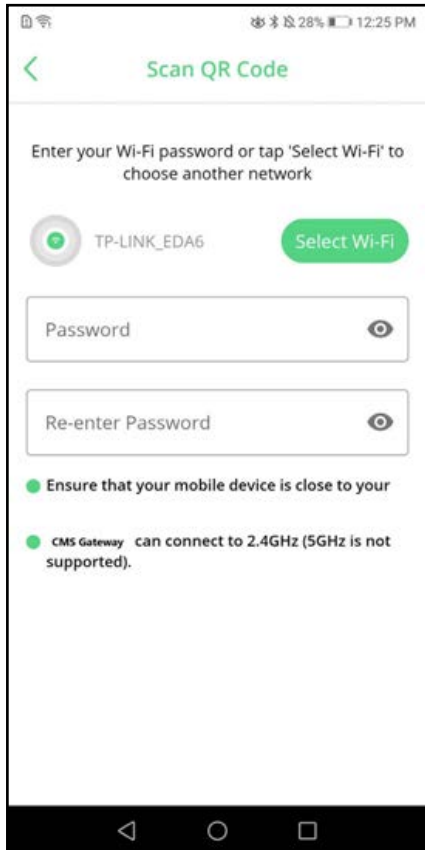 28% 12:25 PM
Scan QR Code
Enter your Wi-Fi password or tap 'Select Wi-Fi' to
choose another network
TP-LINK_EDA6
Select Wi-Fi
Password
Re-enter Password
Ensure that your mobile device is close to your
CMS Gateway can connect to 2.4GHz (5GHz is not
supported).